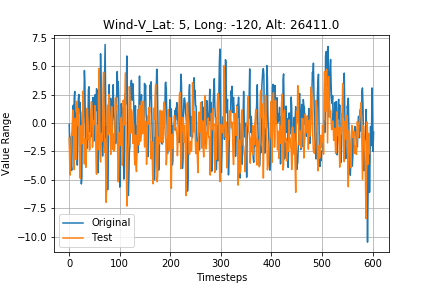 Wind-V_Lat: 5, Long: -120, Alt: 26411.0
Value Range
7.5
5.0
2.5
0.0
−2.5
−5.0
−7.5
−10.0
Original
Test
0 100 200 300 400 500 600
Timesteps